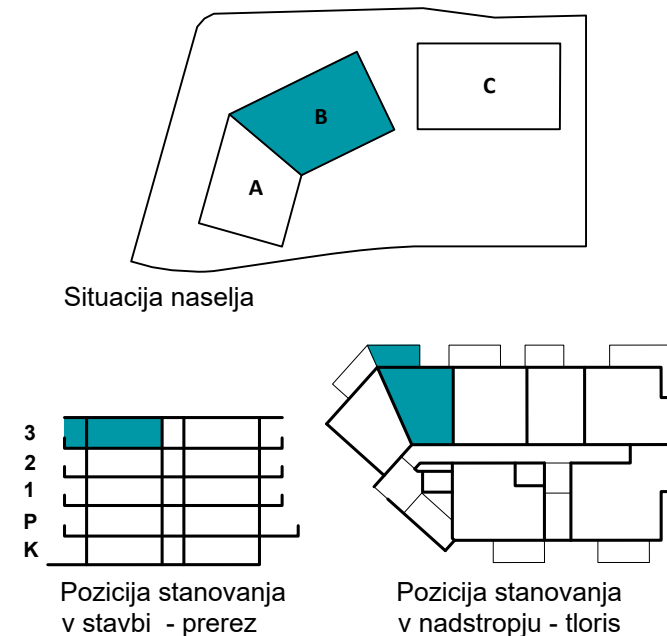 B
C
A
Situacija naselja
3
2
1
P
K
Pozicija stanovanja
v stavbi - prerez
Pozicija stanovanja
v nadstropju - tloris